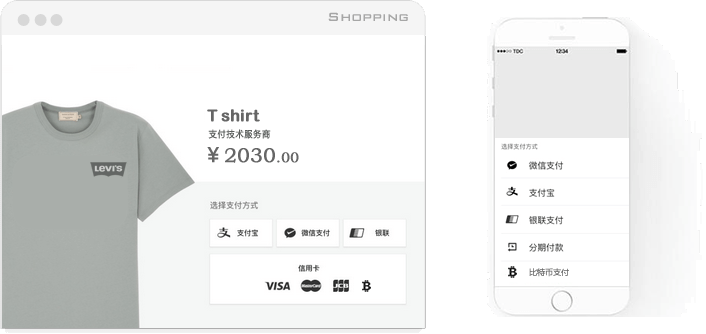 SHOPPING
LEVI'S
T shirt
支付技术服务商
¥ 2030.00
选择支付方式
支付宝
微信支付
银联
信用卡
VISA
MasterCard
JCB
TDC 12:34
选择支付方式
微信支付
支付宝
银联支付
分期付款
比特币支付